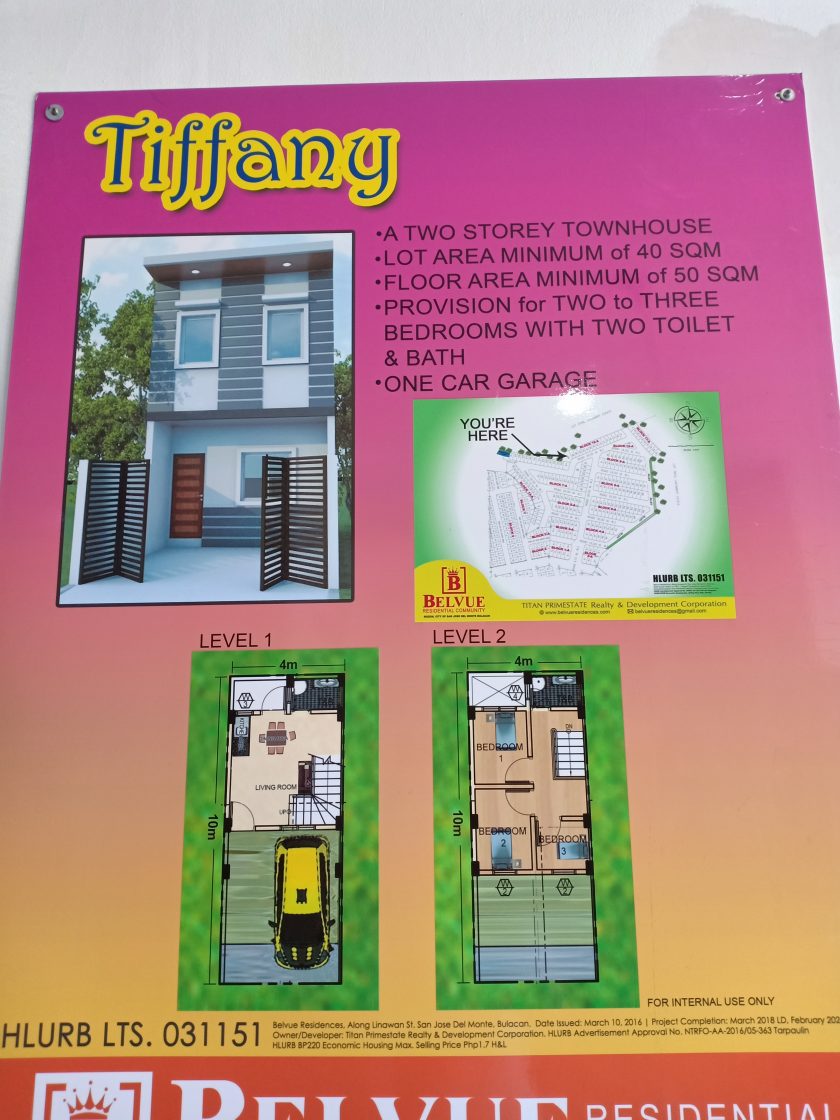 Tiffany
•A TWO STOREY TOWNHOUSE
•LOT AREA MINIMUM of 40 SQM
•FLOOR AREA MINIMUM of 50 SQM
•PROVISION for TWO to THREE
BEDROOMS WITH TWO TOILET
& BATH
•ONE CAR GARAGE
YOU'RE
HERE
HLURB LTS. 031151
B
BELVUE
RESIDENTIAL COMMUNITY
TITAN PRIMESTATE Realty & Development Corporation
www.belvueresidences.com belvueresidences@gmail.com
LEVEL 1
4m
10m
LIVING ROOM
UP
LEVEL 2
4m
10m
DN
BEDROOM
1
BEDROOM
2
BEDROOM
3
FOR INTERNAL USE ONLY
HLURB LTS. 031151
Belvue Residences, Along Linawan St. San Jose Del Monte, Bulacan, Date Issued: March 10, 2016 | Project Completion: March 2018 LD, February 202
Owner/Developer: Titan Primestate Realty & Development Corporation. HLURB Advertisement Approval No. NTRFO-AA-2016/05-363 Tarpaulin
HLURB BP220 Economic Housing Max. Selling Price Php1.7 H&L
BELVUE RESIDENTIAL